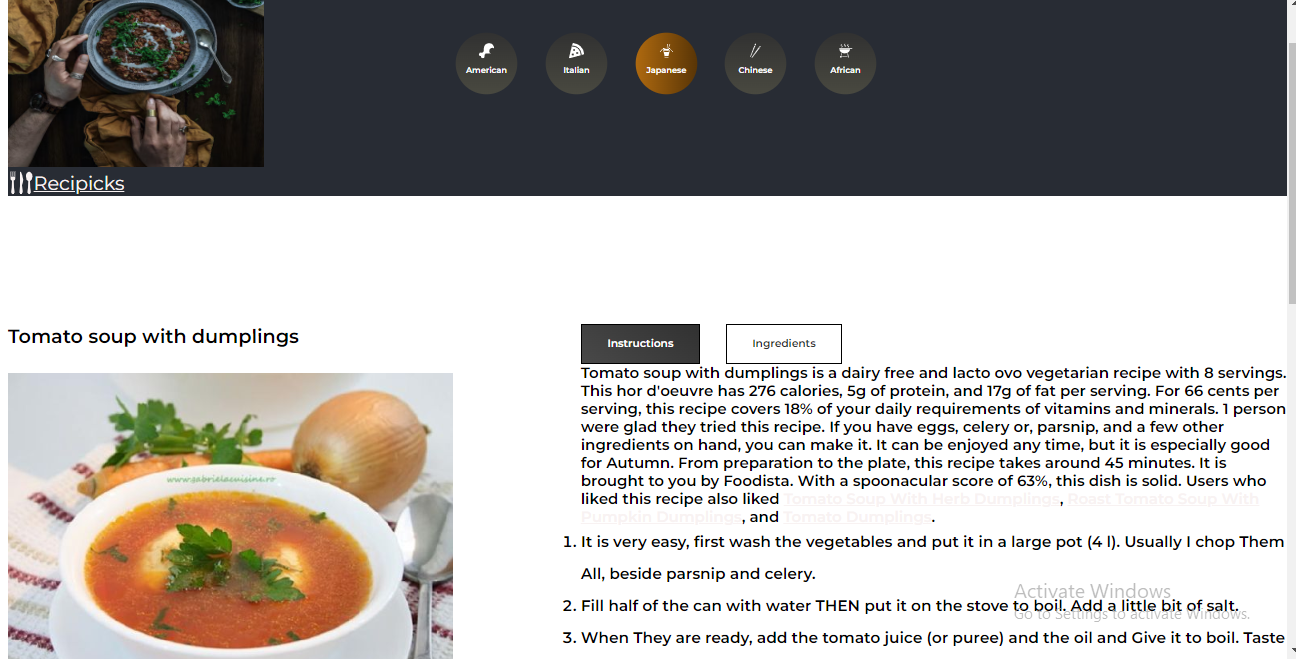 American
Italian
Japanese
Chinese
African
Recipicks
Tomato soup with dumplings
Instructions
Ingredients
Tomato soup with dumplings is a dairy free and lacto ovo vegetarian recipe with 8 servings.
This hor d'oeuvre has 276 calories, 5g of protein, and 17g of fat per serving. For 66 cents per
serving, this recipe covers 18% of your daily requirements of vitamins and minerals. 1 person
were glad they tried this recipe. If you have eggs, celery or, parsnip, and a few other
ingredients on hand, you can make it. It can be enjoyed any time, but it is especially good
for Autumn. From preparation to the plate, this recipe takes around 45 minutes. It is
brought to you by Foodista. With a spoonacular score of 63%, this dish is solid. Users who
liked this recipe also liked Tomato Soup With Herb Dumplings, Roast Tomato Soup With
Pumpkin Dumplings, and Tomato Dumplings.
1. It is very easy, first wash the vegetables and put it in a large pot (4 l). Usually I chop Them
All, beside parsnip and celery.
2. Fill half of the can with water THEN put it on the stove to boil. Add a little bit of salt.
3. When They are ready, add the tomato juice (or puree) and the oil and Give it to boil. Taste
www.gabrielacuisine.ro
Activate Windows
Go to Settings to activate Windows.